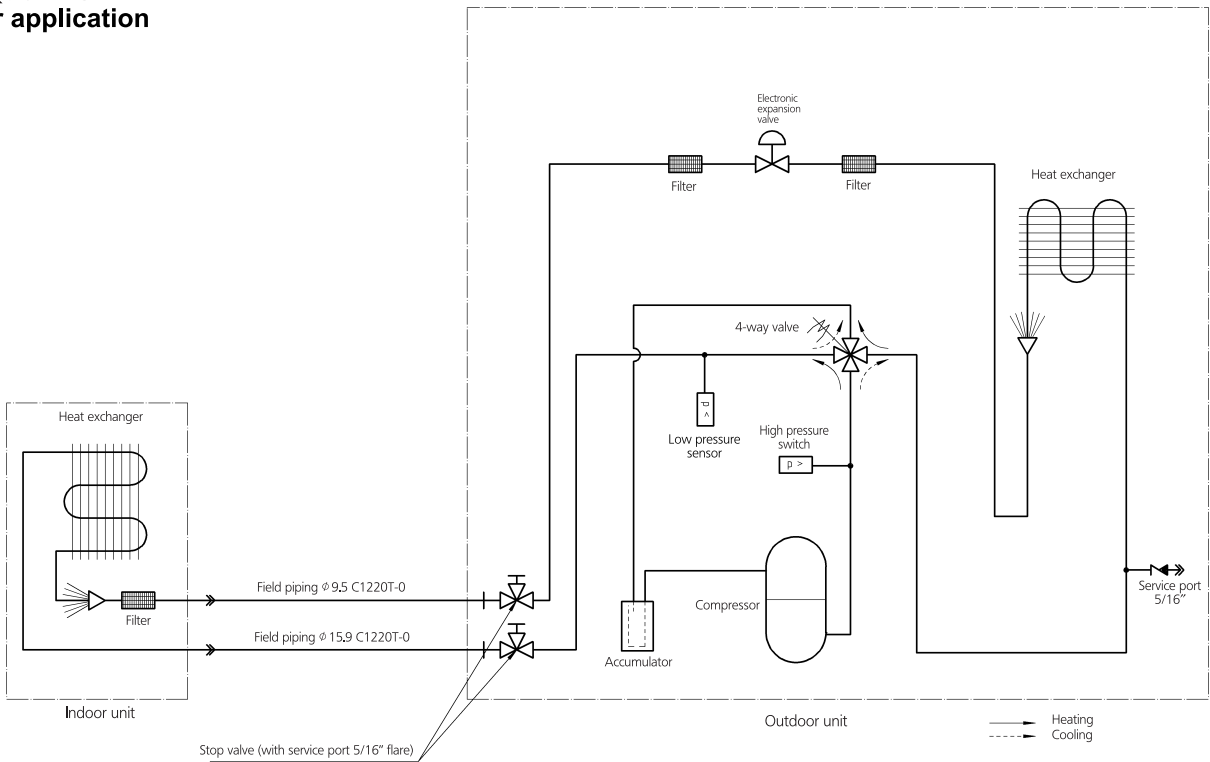 r application
Electronic
expansion
valve
Filter
Filter
Heat exchanger
4-way valve
p <
Low pressure
sensor
High pressure
switch
p >
Heat exchanger
Filter
Field piping ϕ 9.5 C1220T-0
Field piping ϕ 15.9 C1220T-0
Compressor
Accumulator
Service port
5/16"
Indoor unit
Outdoor unit
Heating
Cooling
Stop valve (with service port 5/16" flare)